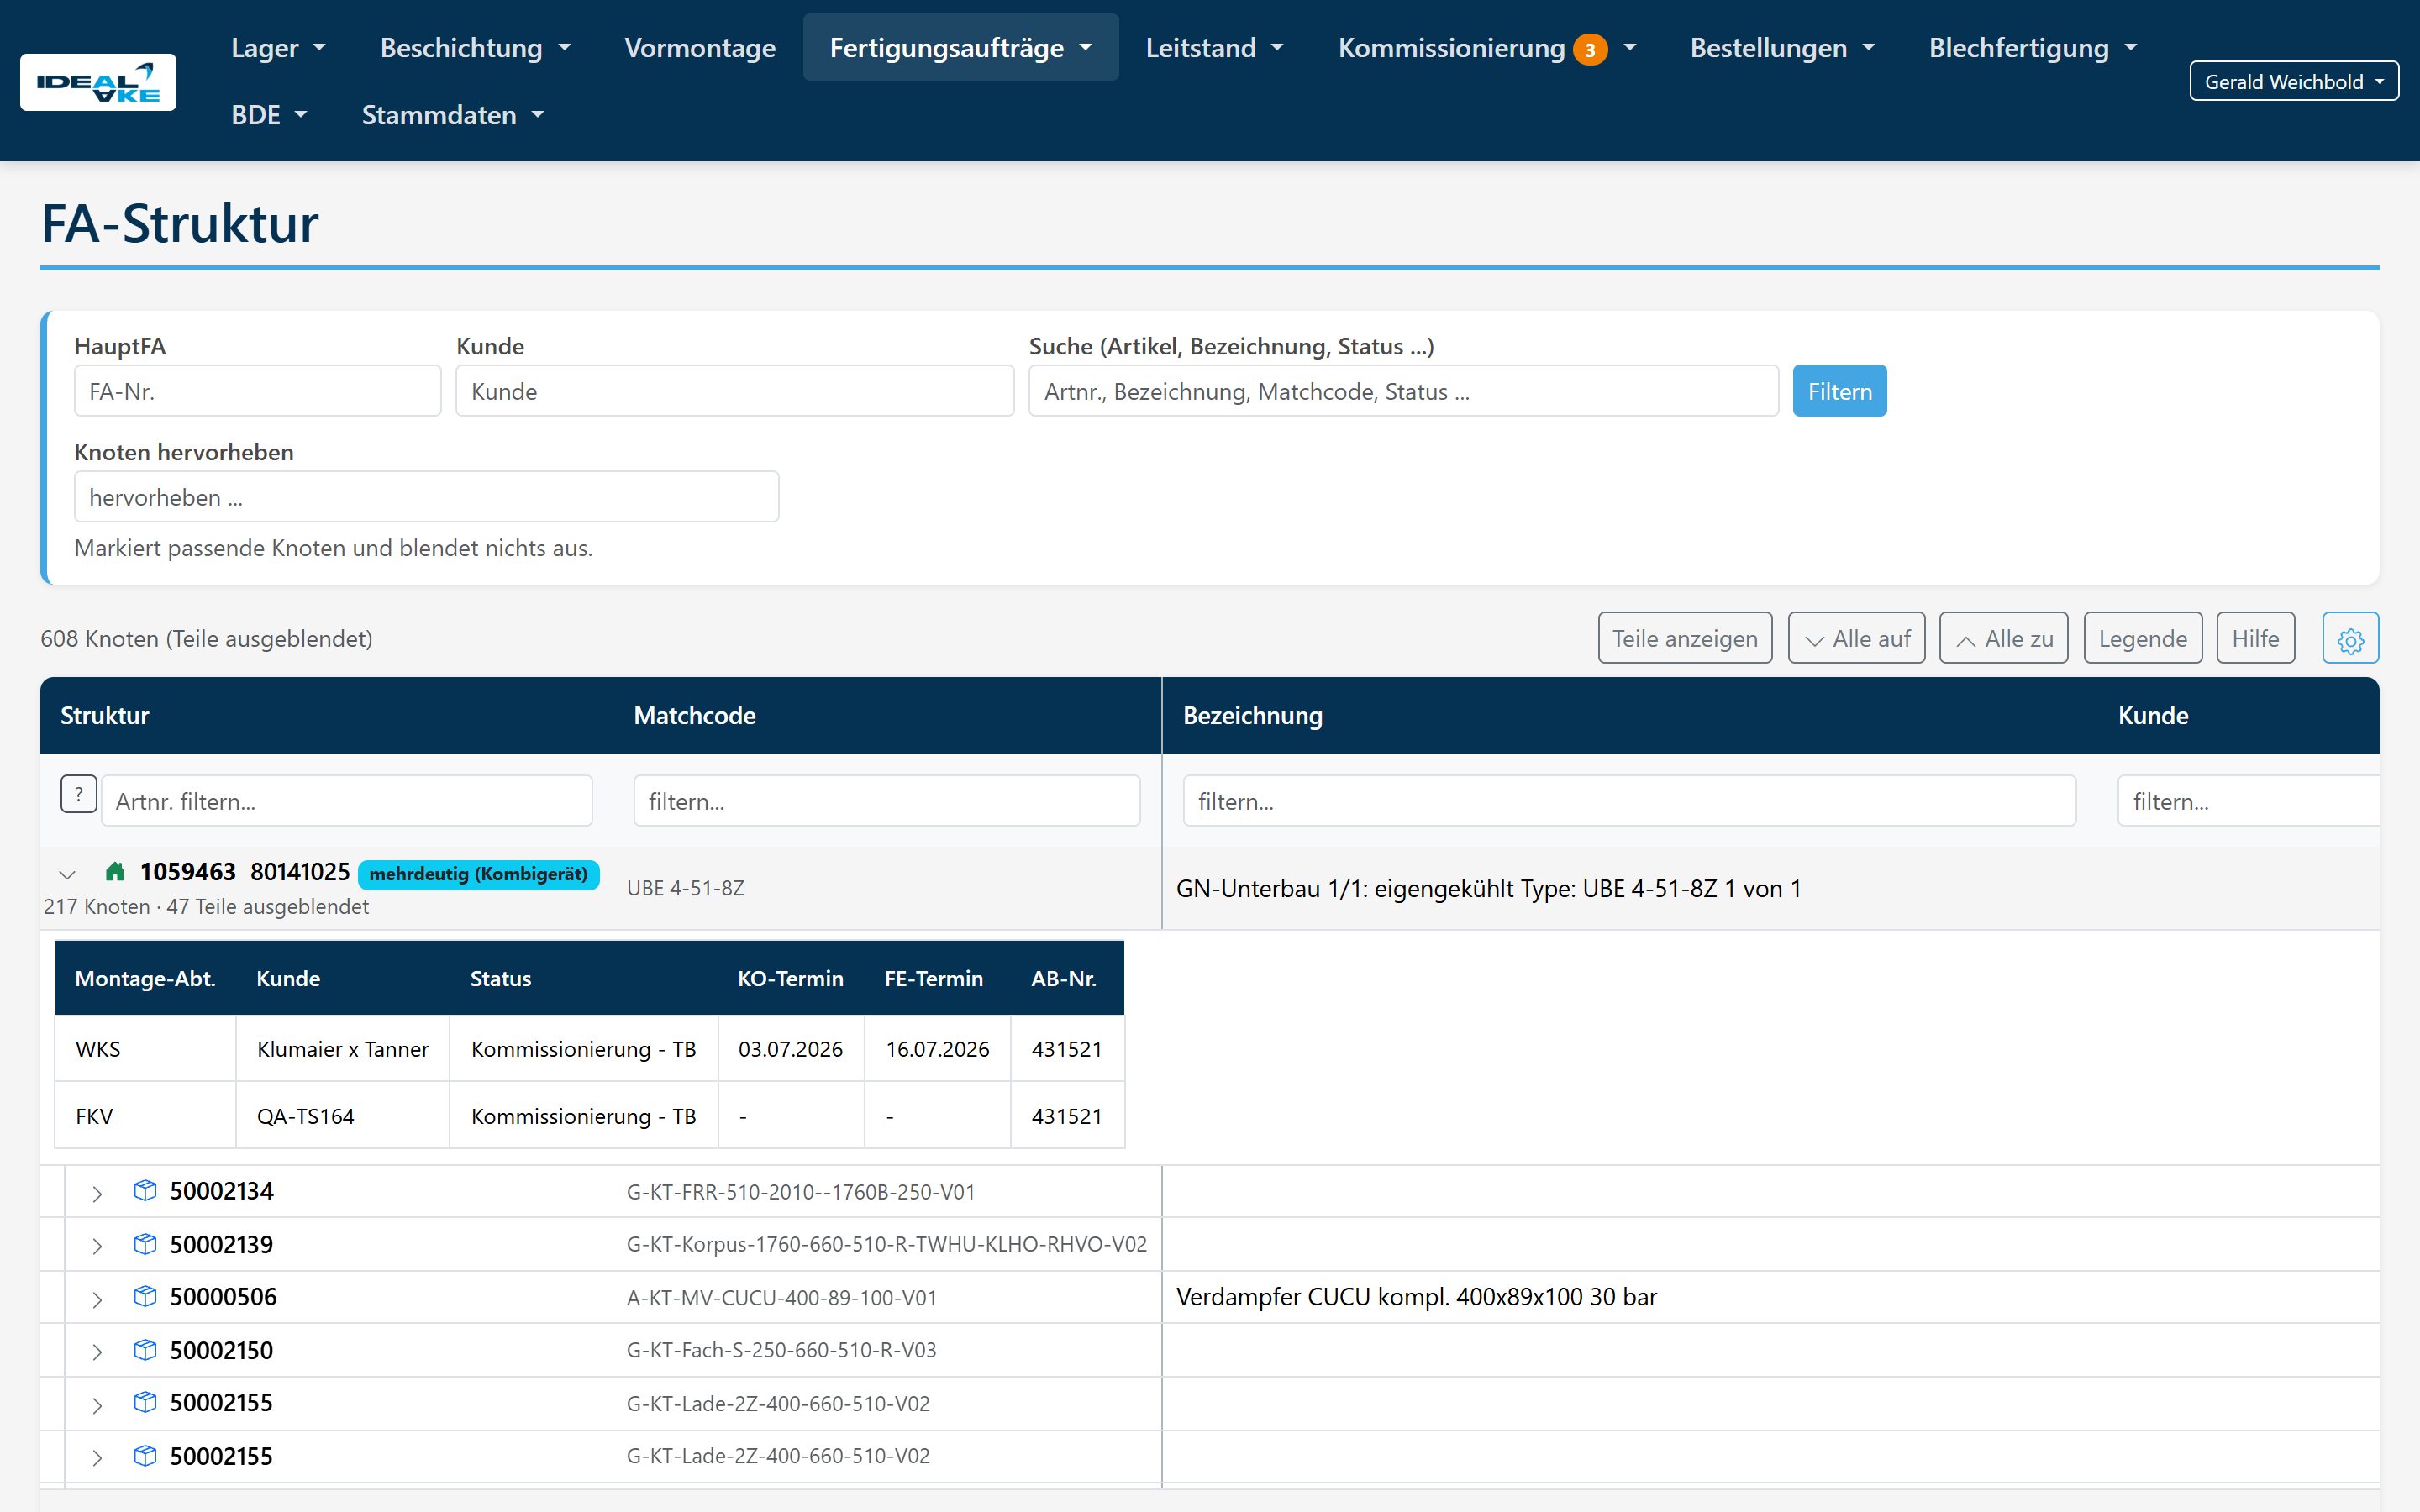 IDEAL AKE
Lager
Beschichtung
Vormontage
Fertigungsaufträge
Leitstand
Kommissionierung 3
Bestellungen
Blechfertigung
BDE
Stammdaten
Gerald Weichbold
FA-Struktur
HauptFA
Kunde
Suche (Artikel, Bezeichnung, Status ...)
FA-Nr.
Kunde
Artnr., Bezeichnung, Matchcode, Status ...
Filtern
Knoten hervorheben
hervorheben ...
Markiert passende Knoten und blendet nichts aus.
608 Knoten (Teile ausgeblendet)
Teile anzeigen
Alle auf
Alle zu
Legende
Hilfe
Struktur Matchcode Bezeichnung Kunde
? Artnr. filtern... filtern... filtern... filtern...
1059463 80141025 mehrdeutig (Kombigerät) UBE 4-51-8Z GN-Unterbau 1/1: eigengekühlt Type: UBE 4-51-8Z 1 von 1
217 Knoten · 47 Teile ausgeblendet
Montage-Abt. Kunde Status KO-Termin FE-Termin AB-Nr.
WKS Klumaier x Tanner Kommissionierung - TB 03.07.2026 16.07.2026 431521
FKV QA-TS164 Kommissionierung - TB - - 431521
50002134 G-KT-FRR-510-2010--1760B-250-V01
50002139 G-KT-Korpus-1760-660-510-R-TWHU-KLHO-RHVO-V02
50000506 A-KT-MV-CUCU-400-89-100-V01 Verdampfer CUCU kompl. 400x89x100 30 bar
50002150 G-KT-Fach-S-250-660-510-R-V03
50002155 G-KT-Lade-2Z-400-660-510-V02
50002155 G-KT-Lade-2Z-400-660-510-V02